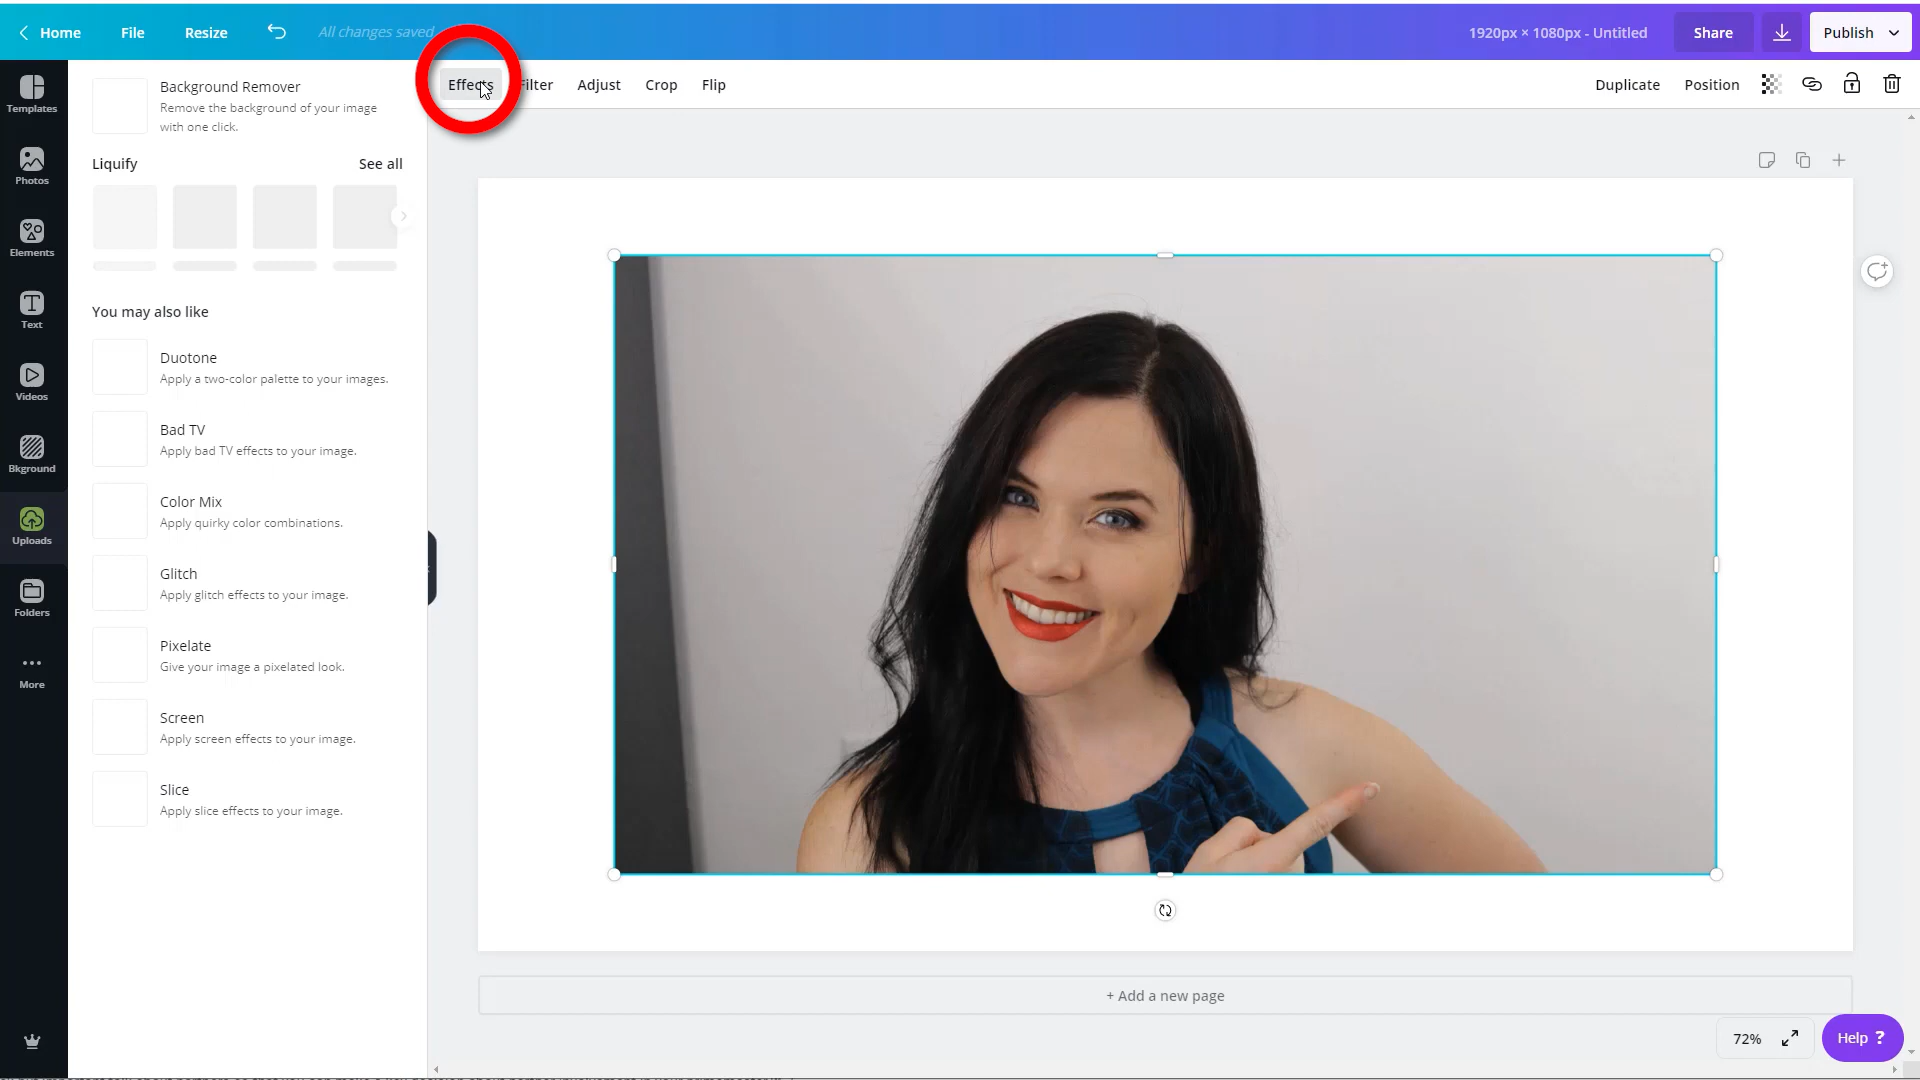 Home
File
Resize
All changes saved
1920px × 1080px - Untitled
Share
Publish
Effects
Filter
Adjust
Crop
Flip
Duplicate
Position
Templates
Photos
Elements
Text
Videos
Bkground
Uploads
Folders
More
Background Remover
Remove the background of your image
with one click.
Liquify
See all
You may also like
Duotone
Apply a two-color palette to your images.
Bad TV
Apply bad TV effects to your image.
Color Mix
Apply quirky color combinations.
Glitch
Apply glitch effects to your image.
Pixelate
Give your image a pixelated look.
Screen
Apply screen effects to your image.
Slice
Apply slice effects to your image.
+ Add a new page
72%
Help ?